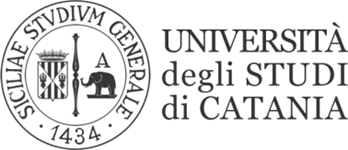 SICILIAE STVDIVM GENERALE
· 1434 ·
A
UNIVERSITÀ
degli STUDI
di CATANIA